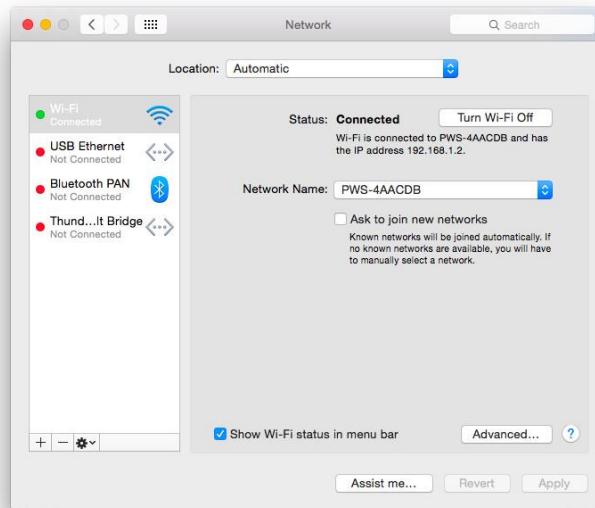 Network
Search
Location: Automatic
Wi-Fi
Connected
USB Ethernet
Not Connected
Bluetooth PAN
Not Connected
Thund...lt Bridge
Not Connected
Status: Connected
Turn Wi-Fi Off
Wi-Fi is connected to PWS-4AACDB and has
the IP address 192.168.1.2.
Network Name: PWS-4AACDB
Ask to join new networks
Known networks will be joined automatically. If
no known networks are available, you will have
to manually select a network.
Show Wi-Fi status in menu bar
Advanced...
?
Assist me...
Revert
Apply